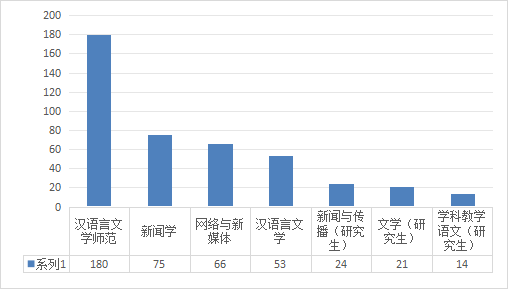 200
180
160
140
120
100
80
60
40
20
0
汉语言文
学师范
新闻学
网络与新
媒体
汉语言文
学
新闻与传
播（研究
生）
文学（研
究生）
学科教学
语文（研
究生）
系列1 180 75 66 53 24 21 14